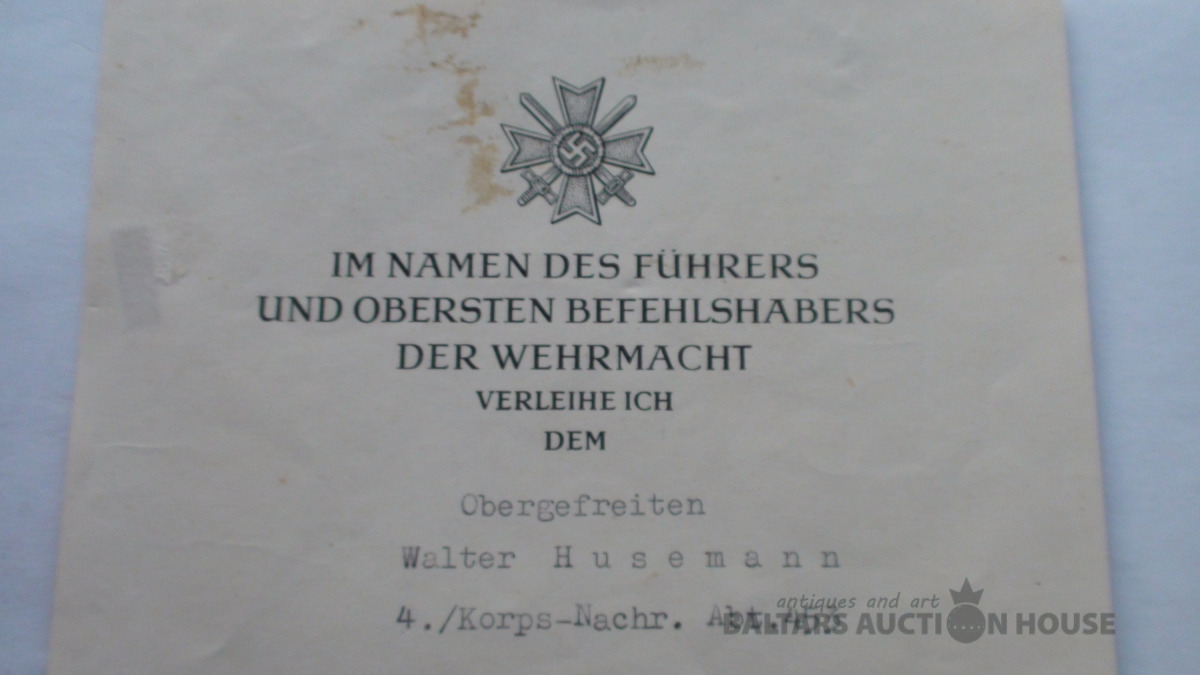 IM NAMEN DES FÜHRERS
UND OBERSTEN BEFEHLSHABERS
DER WEHRMACHT
VERLEIHE ICH
DEM
Obergefreiten
Walter Husemann
4./Korps-Nachr. Abt.
antiques and art
BALTARS AUCTION HOUSE